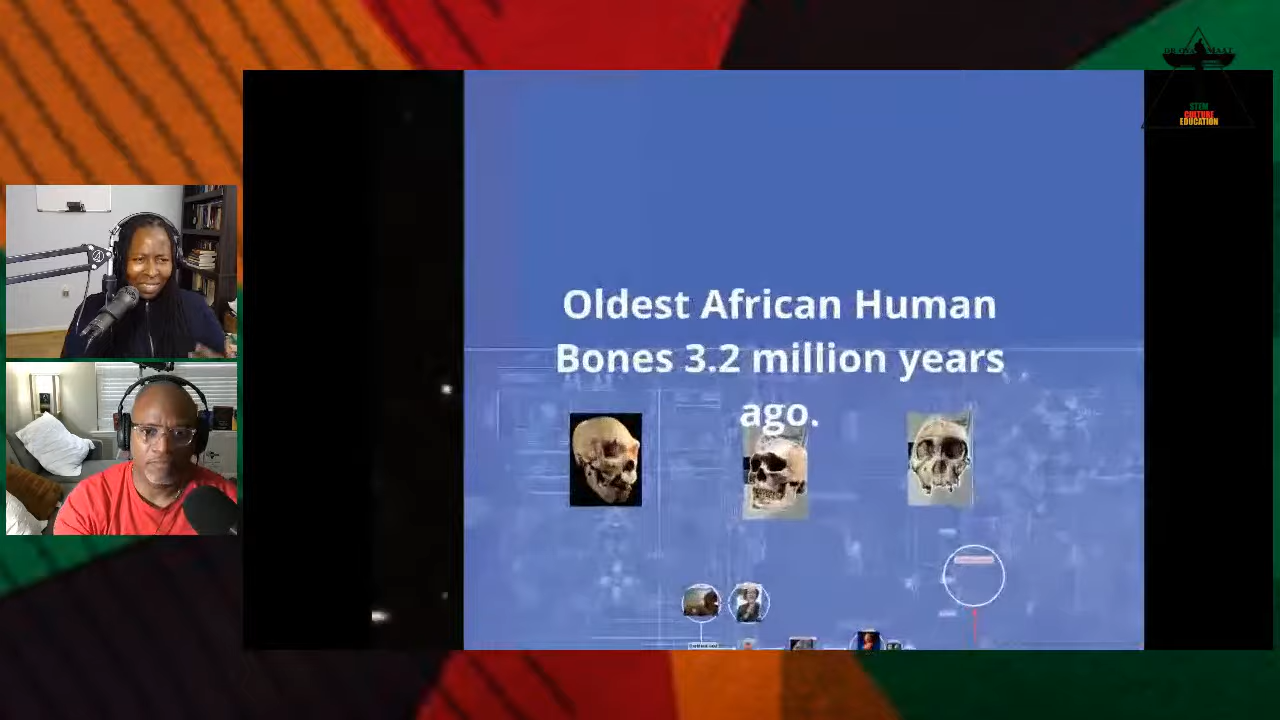 STEM
CULTURE
EDUCATION
Oldest African Human
Bones 3.2 million years
ago.